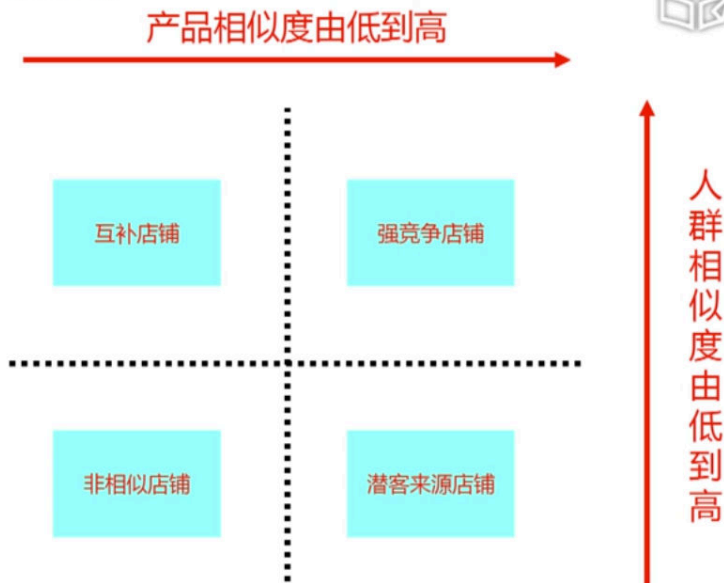 产品相似度由低到高
互补店铺
强竞争店铺
人群相似度由低到高
非相似店铺
潜客来源店铺